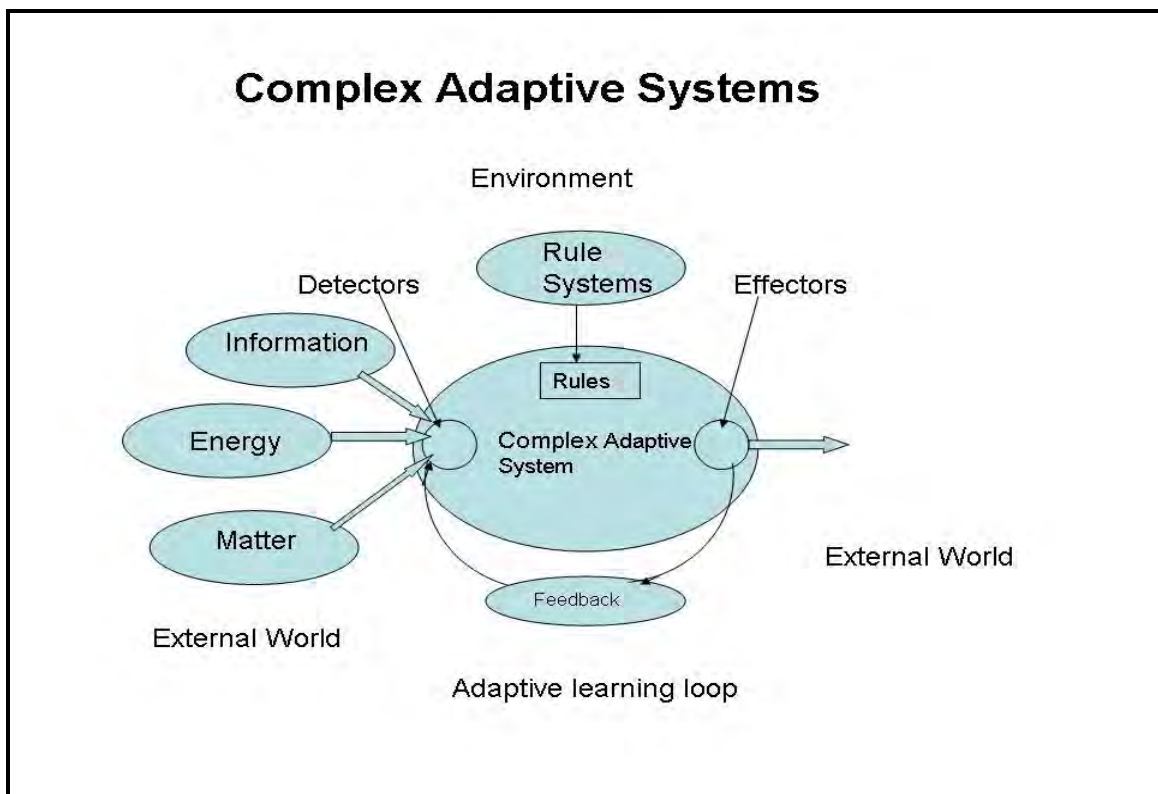 Complex Adaptive Systems
Environment
Rule
Systems
Detectors
Effectors
Information
Rules
Energy
Complex Adaptive
System
Matter
External World
Feedback
External World
Adaptive learning loop